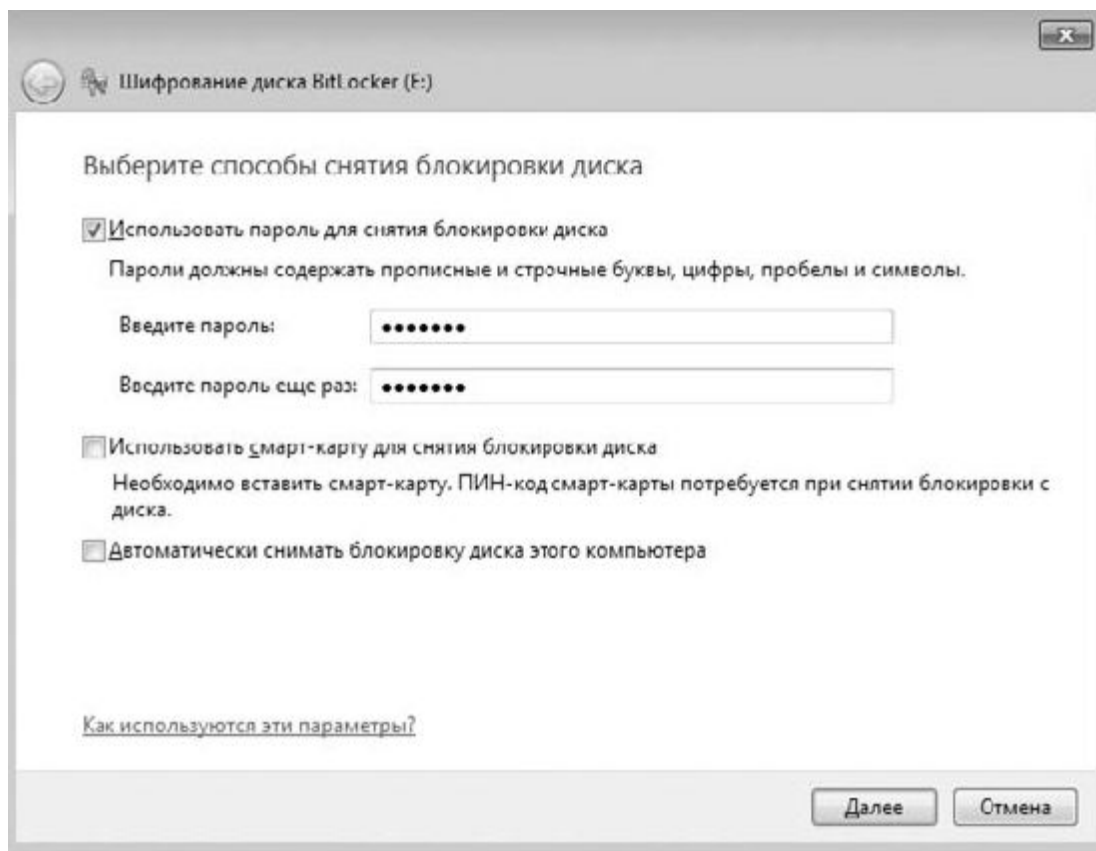 Шифрование диска BitLocker (E:)
Выберите способы снятия блокировки диска
Использовать пароль для снятия блокировки диска
Пароли должны содержать прописные и строчные буквы, цифры, пробелы и символы.
Введите пароль: •••••••
Введите пароль еще раз: •••••••
Использовать смарт-карту для снятия блокировки диска
Необходимо вставить смарт-карту. ПИН-код смарт-карты потребуется при снятии блокировки с
диска.
Автоматически снимать блокировку диска этого компьютера
Как используются эти параметры?
Далее Отмена